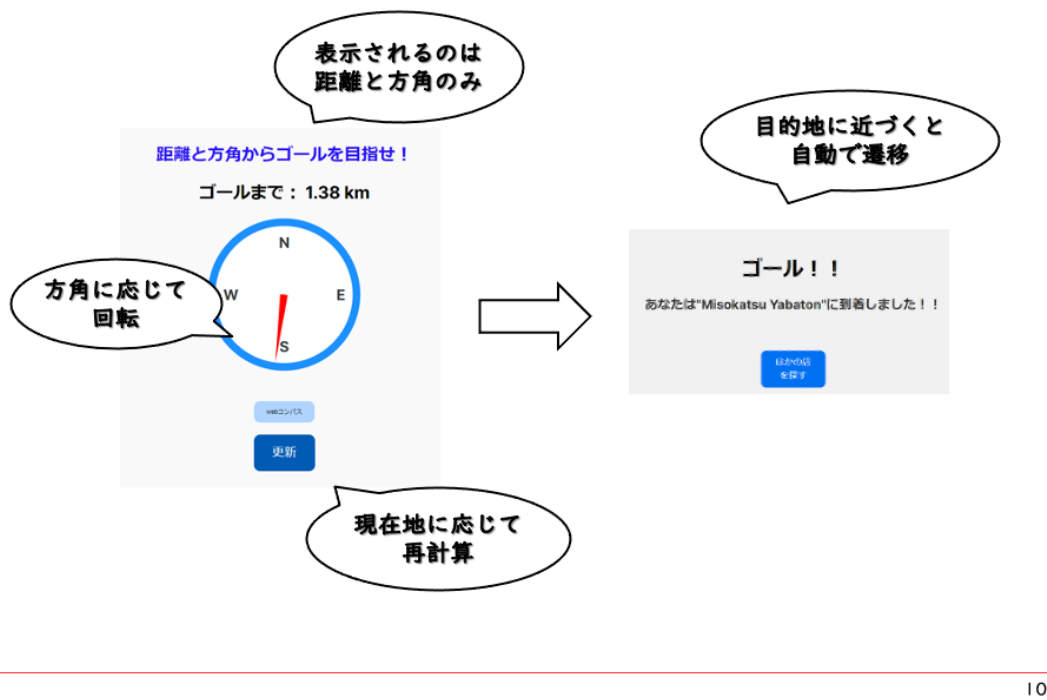 表示されるのは
距離と方角のみ
目的地に近づくと
自動で遷移
距離と方角からゴールを目指せ！
ゴールまで： 1.38 km
N
W
E
S
方角に応じて
回転
ゴール！！
あなたは"Misokatsu Yabaton"に到着しました！！
ほかの店
を探す
WEBコンパス
更新
現在地に応じて
再計算
10